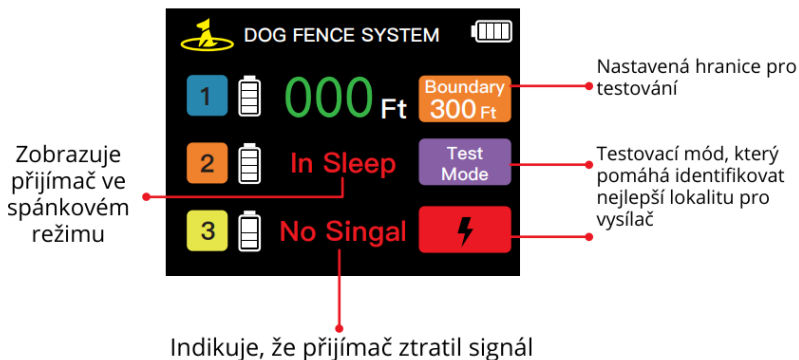 DOG FENCE SYSTEM
1 000 Ft Boundary
300 Ft
2 In Sleep Test
Mode
3 No Singal
Nastavená hranice pro
testování
Testovací mód, který
pomáhá identifikovat
nejlepší lokalitu pro
vysílač
Zobrazuje
přijímač ve
spánkovém
režimu
Indikuje, že přijímač ztratil signál